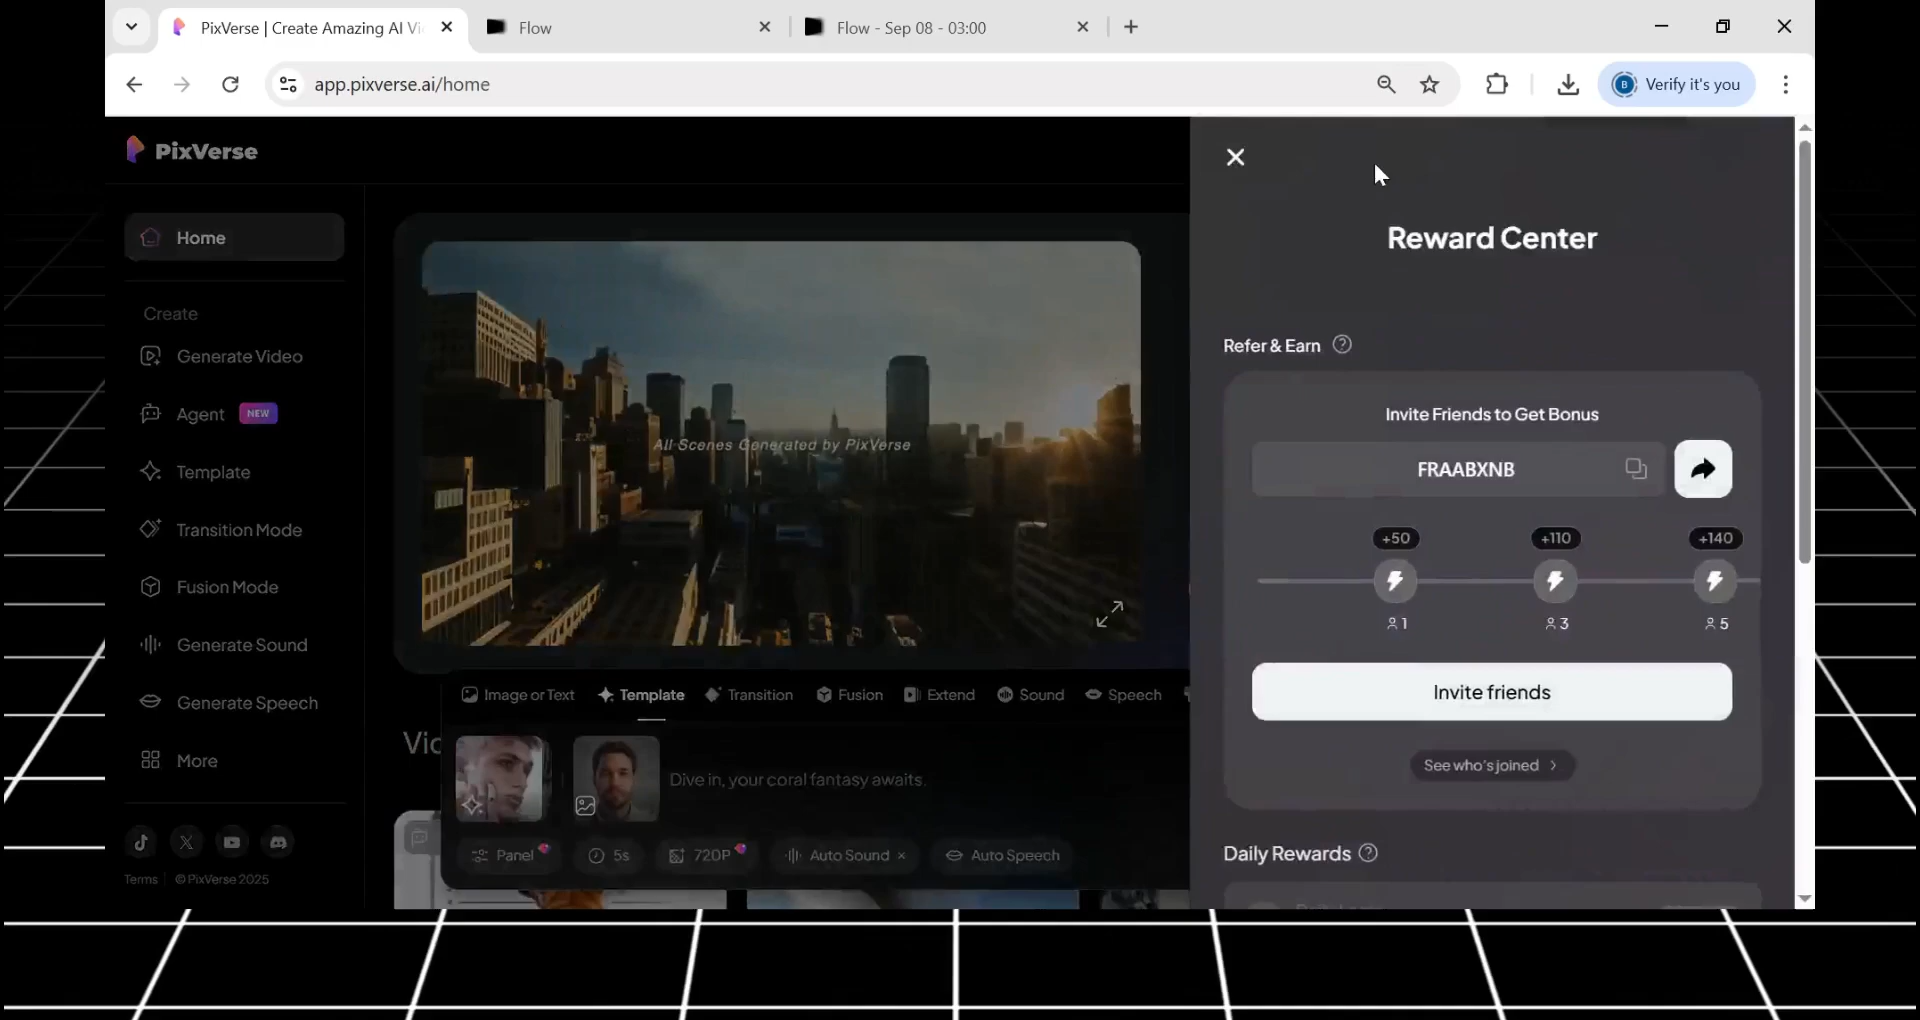 PixVerse | Create Amazing AI Vi
Flow
Flow - Sep 08 - 03:00
app.pixverse.ai/home
B
Verify it's you
PixVerse
Home
Create
Generate Video
Agent NEW
Template
Transition Mode
Fusion Mode
Generate Sound
Generate Speech
More
Terms © PixVerse 2025
All Scenes Generated by PixVerse
Vid
Image or Text Template Transition Fusion Extend Sound Speech
Dive in, your coral fantasy awaits.
Panel 5s 720P Auto Sound × Auto Speech
Reward Center
Refer & Earn
Invite Friends to Get Bonus
FRAABXNB
+50 +110 +140
1 3 5
Invite friends
See who's joined >
Daily Rewards